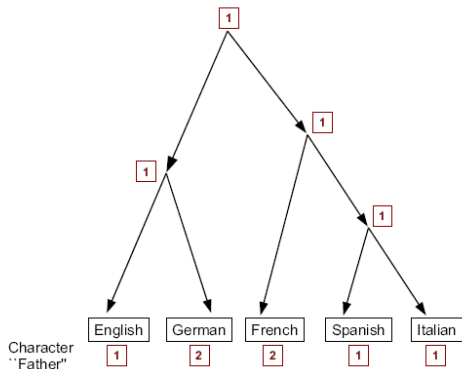 1
1
1
1
English German French Spanish Italian
Character
``Father"
1 2 2 1 1